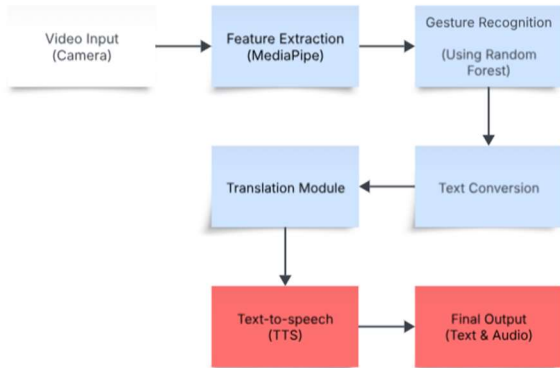 Video Input
(Camera)
Feature Extraction
(MediaPipe)
Gesture Recognition
(Using Random
Forest)
Text Conversion
Translation Module
Text-to-speech
(TTS)
Final Output
(Text & Audio)